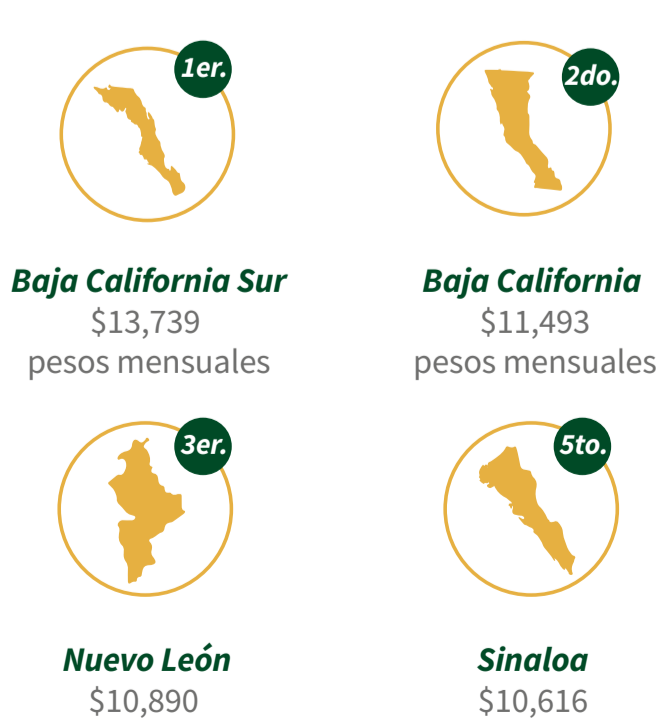 1er.
Baja California Sur
$13,739
pesos mensuales
2do.
Baja California
$11,493
pesos mensuales
3er.
Nuevo León
$10,890
5to.
Sinaloa
$10,616